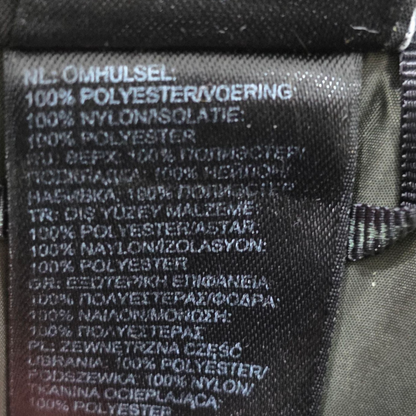 NL: OMHULSEL:
100% POLYESTER/VOERING:
100% NYLON/ISOLATIE:
100% POLYESTER
RU: ВЕРХ: 100% ПОЛИЭСТЕР/
ПОДКЛАДКА: 100% НЕЙЛОН/
НАБИВКА: 100% ПОЛИЭСТЕР
TR: DIŞ YÜZEY MALZEME
100% POLYESTER/ASTAR:
100% NAYLON/IZOLASYON:
100% POLYESTER
GR: ΕΞΩΤΕΡΙΚΗ ΕΠΙΦΑΝΕΙΑ
100% ΠΟΛΥΕΣΤΕΡΑΣ/ΦΟΔΡΑ:
100% ΝΑΙΛΟΝ/ΜΟΝΩΣΗ:
100% ΠΟΛΥΕΣΤΕΡΑΣ
PL: ZEWNĘTRZNA CZĘŚĆ
UBRANIA: 100% POLYESTER/
PODSZEWKA: 100% NYLON/
TKANINA OCIEPLAJĄCA:
100% POLYESTER